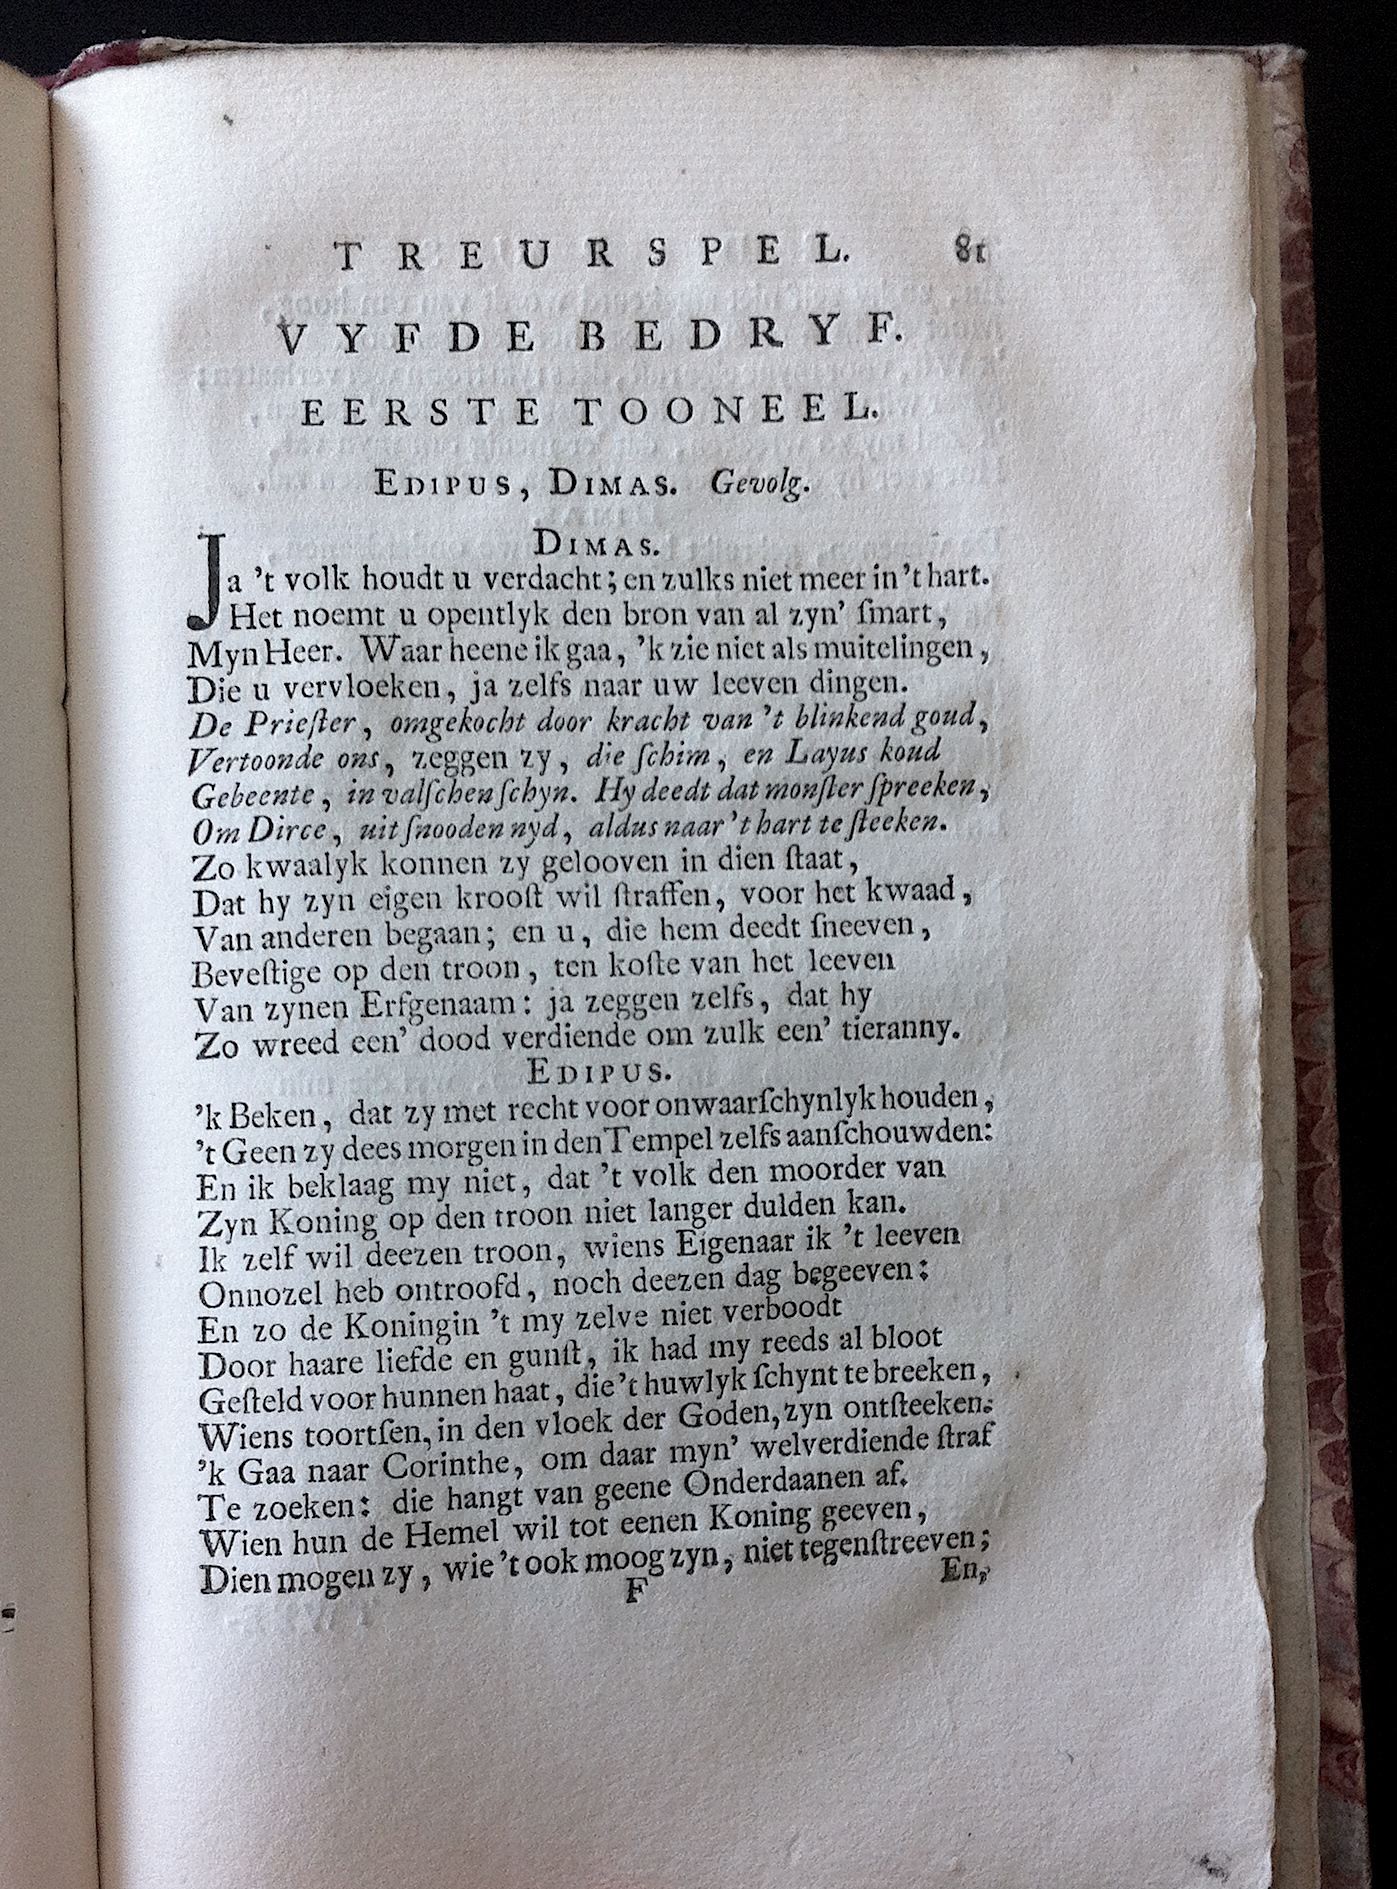 TREURSPEL. 81
VYFDE BEDRYF.
EERSTE TOONEEL.
EDIPUS, DIMAS. Gevolg.
DIMAS.
Ja 't volk houdt u verdacht; en zulks niet meer in 't hart.
Het noemt u opentlyk den bron van al zyn' ſmart,
Myn Heer. Waar heene ik gaa, 'k zie niet als muitelingen,
Die u vervloeken, ja zelfs naar uw leeven dingen.
De Prieſter, omgekocht door kracht van 't blinkend goud,
Vertoonde ons, zeggen zy, die ſchim, en Layus koud
Gebeente, in valſchen ſchyn. Hy deedt dat monſter ſpreeken,
Om Dirce, uit ſnooden nyd, aldus naar 't hart te ſteeken.
Zo kwaalyk konnen zy gelooven in dien ſtaat,
Dat hy zyn eigen krooſt wil ſtraffen, voor het kwaad,
Van anderen begaan; en u, die hem deedt ſneeven,
Beveſtige op den troon, ten koſte van het leeven
Van zynen Erfgenaam: ja zeggen zelfs, dat hy
Zo wreed een' dood verdiende om zulk een' tieranny.
EDIPUS.
'k Beken, dat zy met recht voor onwaarſchynlyk houden,
't Geen zy dees morgen in den Tempel zelfs aanſchouwden:
En ik beklaag my niet, dat 't volk den moorder van
Zyn Koning op den troon niet langer dulden kan.
Ik zelf wil deezen troon, wiens Eigenaar ik 't leeven
Onnozel heb ontroofd, noch deezen dag begeeven:
En zo de Koningin 't my zelve niet verboodt
Door haare liefde en gunſt, ik had my reeds al bloot
Geſteld voor hunnen haat, die 't huwlyk ſchynt te breeken,
Wiens toortſen, in den vloek der Goden, zyn ontſteeken.
'k Gaa naar Corinthe, om daar myn' welverdiende ſtraf
Te zoeken: die hangt van geene Onderdaanen af.
Wien hun de Hemel wil tot eenen Koning geeven,
Dien mogen zy, wie 't ook moog zyn, niet tegenſtreeven;
F En,